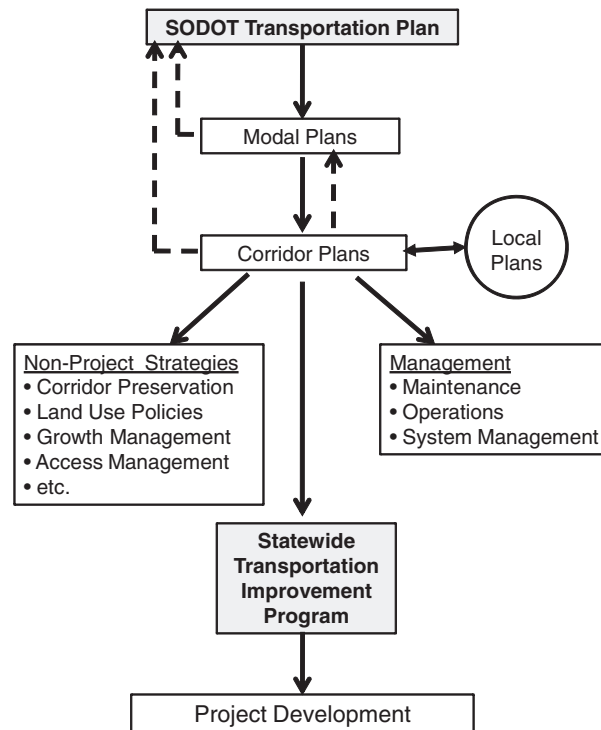 SODOT Transportation Plan
Modal Plans
Corridor Plans
Local
Plans
Non-Project Strategies
• Corridor Preservation
• Land Use Policies
• Growth Management
• Access Management
• etc.
Management
• Maintenance
• Operations
• System Management
Statewide
Transportation
Improvement
Program
Project Development